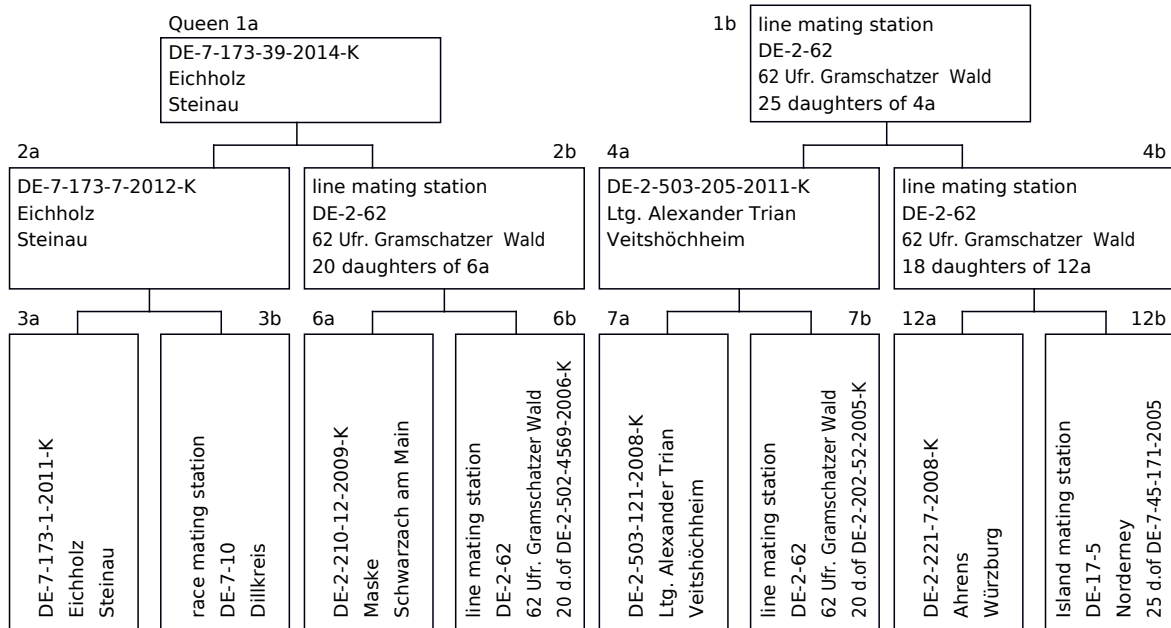 Queen 1a
DE-7-173-39-2014-K
Eichholz
Steinau
1b
line mating station
DE-2-62
62 Ufr. Gramschatzer Wald
25 daughters of 4a
2a
DE-7-173-7-2012-K
Eichholz
Steinau
2b
line mating station
DE-2-62
62 Ufr. Gramschatzer Wald
20 daughters of 6a
4a
DE-2-503-205-2011-K
Ltg. Alexander Trian
Veitshöchheim
4b
line mating station
DE-2-62
62 Ufr. Gramschatzer Wald
18 daughters of 12a
3a
DE-7-173-1-2011-K
Eichholz
Steinau
3b
race mating station
DE-7-10
Dillkreis
6a
DE-2-210-12-2009-K
Maske
Schwarzach am Main
6b
line mating station
DE-2-62
62 Ufr. Gramschatzer Wald
20 d.of DE-2-502-4569-2006-K
7a
DE-2-503-121-2008-K
Ltg. Alexander Trian
Veitshöchheim
7b
line mating station
DE-2-62
62 Ufr. Gramschatzer Wald
20 d.of DE-2-202-52-2005-K
12a
DE-2-221-7-2008-K
Ahrens
Würzburg
12b
Island mating station
DE-17-5
Norderney
25 d.of DE-7-45-171-2005